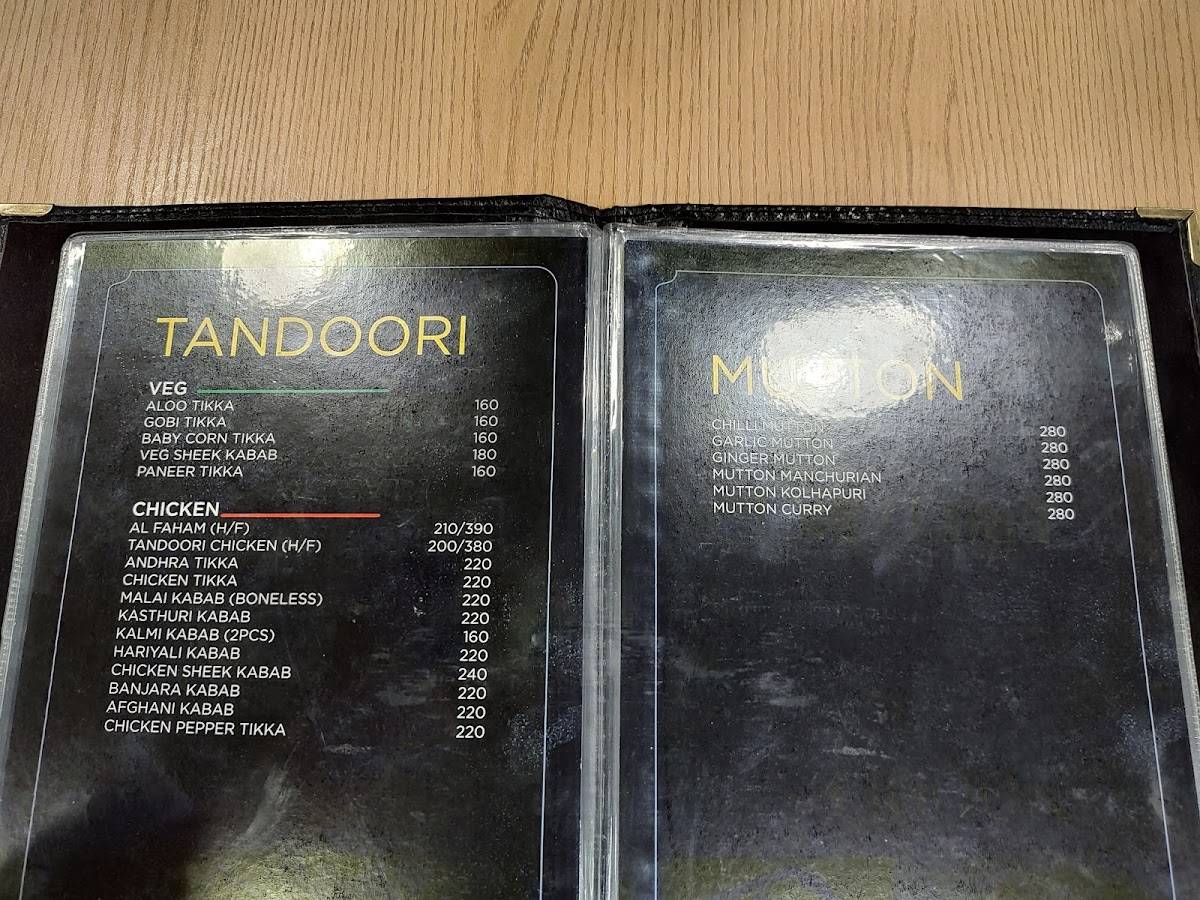 TANDOORI
VEG
ALOO TIKKA 160
GOBI TIKKA 160
BABY CORN TIKKA 160
VEG SHEEK KABAB 180
PANEER TIKKA 160
CHICKEN
AL FAHAM (H/F) 210/390
TANDOORI CHICKEN (H/F) 200/380
ANDHRA TIKKA 220
CHICKEN TIKKA 220
MALAI KABAB (BONELESS) 220
KASTHURI KABAB 220
KALMI KABAB (2PCS) 160
HARIYALI KABAB 220
CHICKEN SHEEK KABAB 240
BANJARA KABAB 220
AFGHANI KABAB 220
CHICKEN PEPPER TIKKA 220
MUTTON
CHILLI MUTTON 280
GARLIC MUTTON 280
GINGER MUTTON 280
MUTTON MANCHURIAN 280
MUTTON KOLHAPURI 280
MUTTON CURRY 280